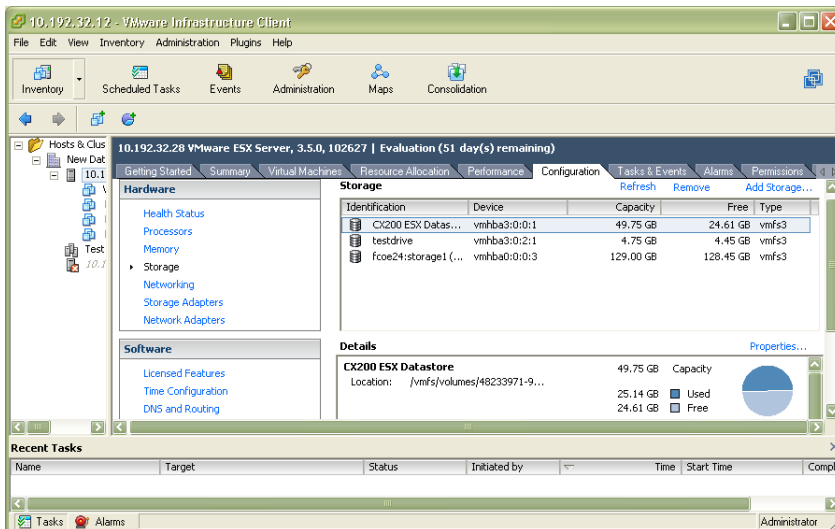 10.192.32.12 - VMware Infrastructure Client
File Edit View Inventory Administration Plugins Help
Inventory Scheduled Tasks Events Administration Maps Consolidation
Hosts & Clus
New Dat
10.1
Test
10.1
10.192.32.28 VMware ESX Server, 3.5.0, 102627 | Evaluation (51 day(s) remaining)
Getting Started Summary Virtual Machines Resource Allocation Performance Configuration Tasks & Events Alarms Permissions
Hardware
Health Status
Processors
Memory
Storage
Networking
Storage Adapters
Network Adapters
Software
Licensed Features
Time Configuration
DNS and Routing
Storage Refresh Remove Add Storage...
Identification Device Capacity Free Type
CX200 ESX Datas... vmhba3:0:0:1 49.75 GB 24.61 GB vmfs3
testdrive vmhba3:0:2:1 4.75 GB 4.45 GB vmfs3
fcoe24:storage1 (... vmhba0:0:0:3 129.00 GB 128.45 GB vmfs3
Details Properties...
CX200 ESX Datastore 49.75 GB Capacity
Location: /vmfs/volumes/48233971-9...
25.14 GB Used
24.61 GB Free
Recent Tasks
Name Target Status Initiated by Time Start Time Compl
Tasks Alarms Administrator